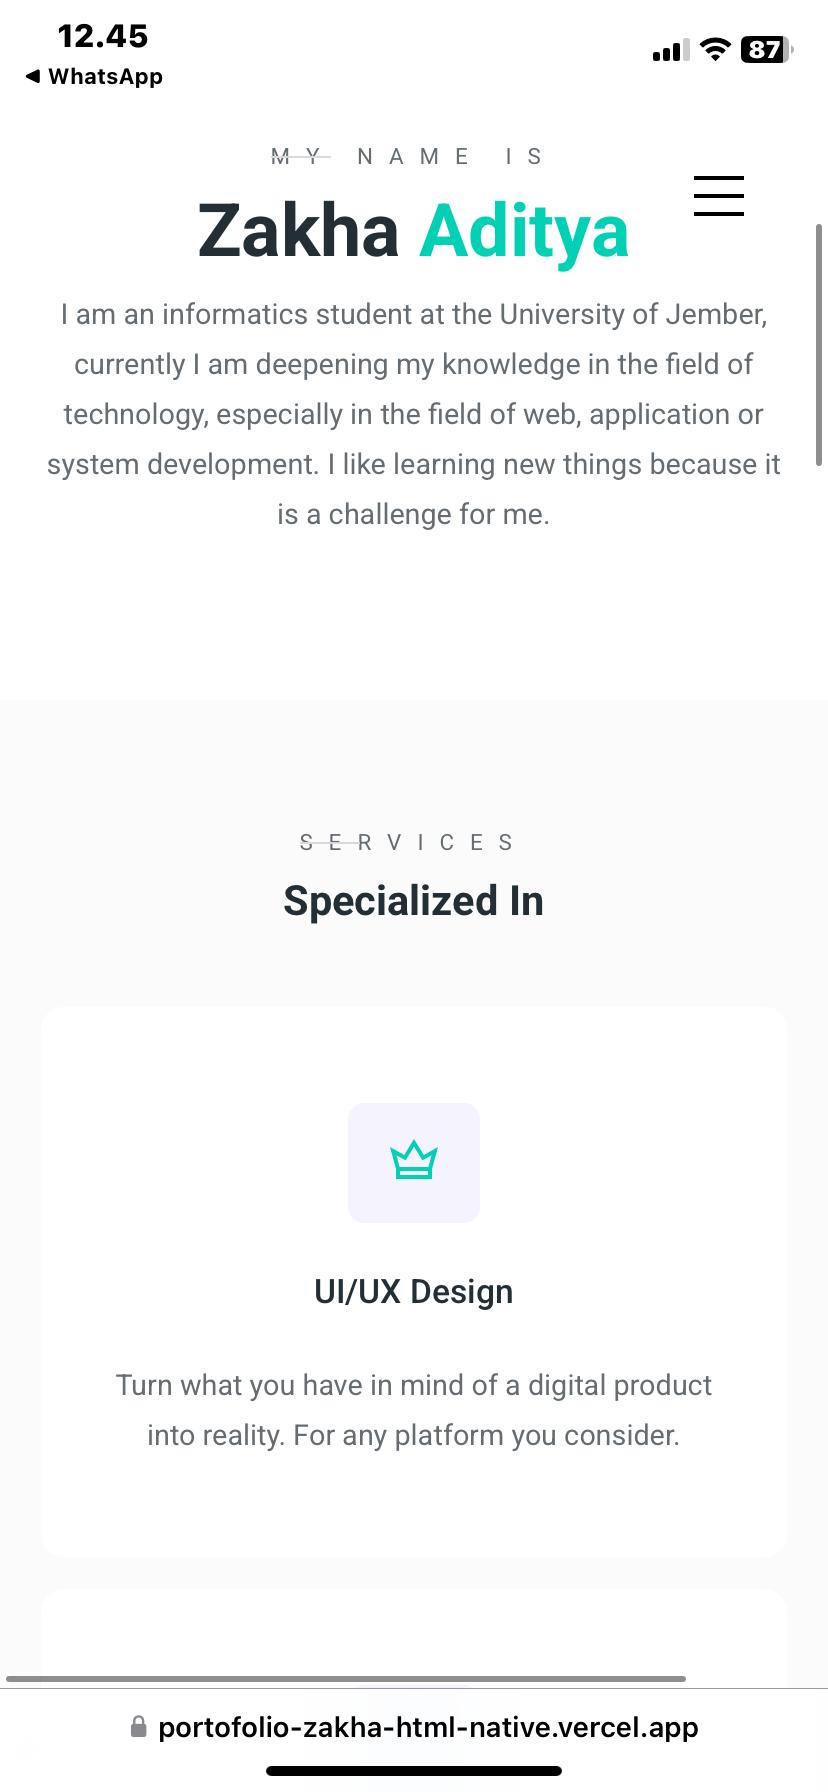 12.45
87
◀ WhatsApp
MY NAME IS
Zakha Aditya
I am an informatics student at the University of Jember,
currently I am deepening my knowledge in the field of
technology, especially in the field of web, application or
system development. I like learning new things because it
is a challenge for me.
SERVICES
Specialized In
UI/UX Design
Turn what you have in mind of a digital product
into reality. For any platform you consider.
portofolio-zakha-html-native.vercel.app